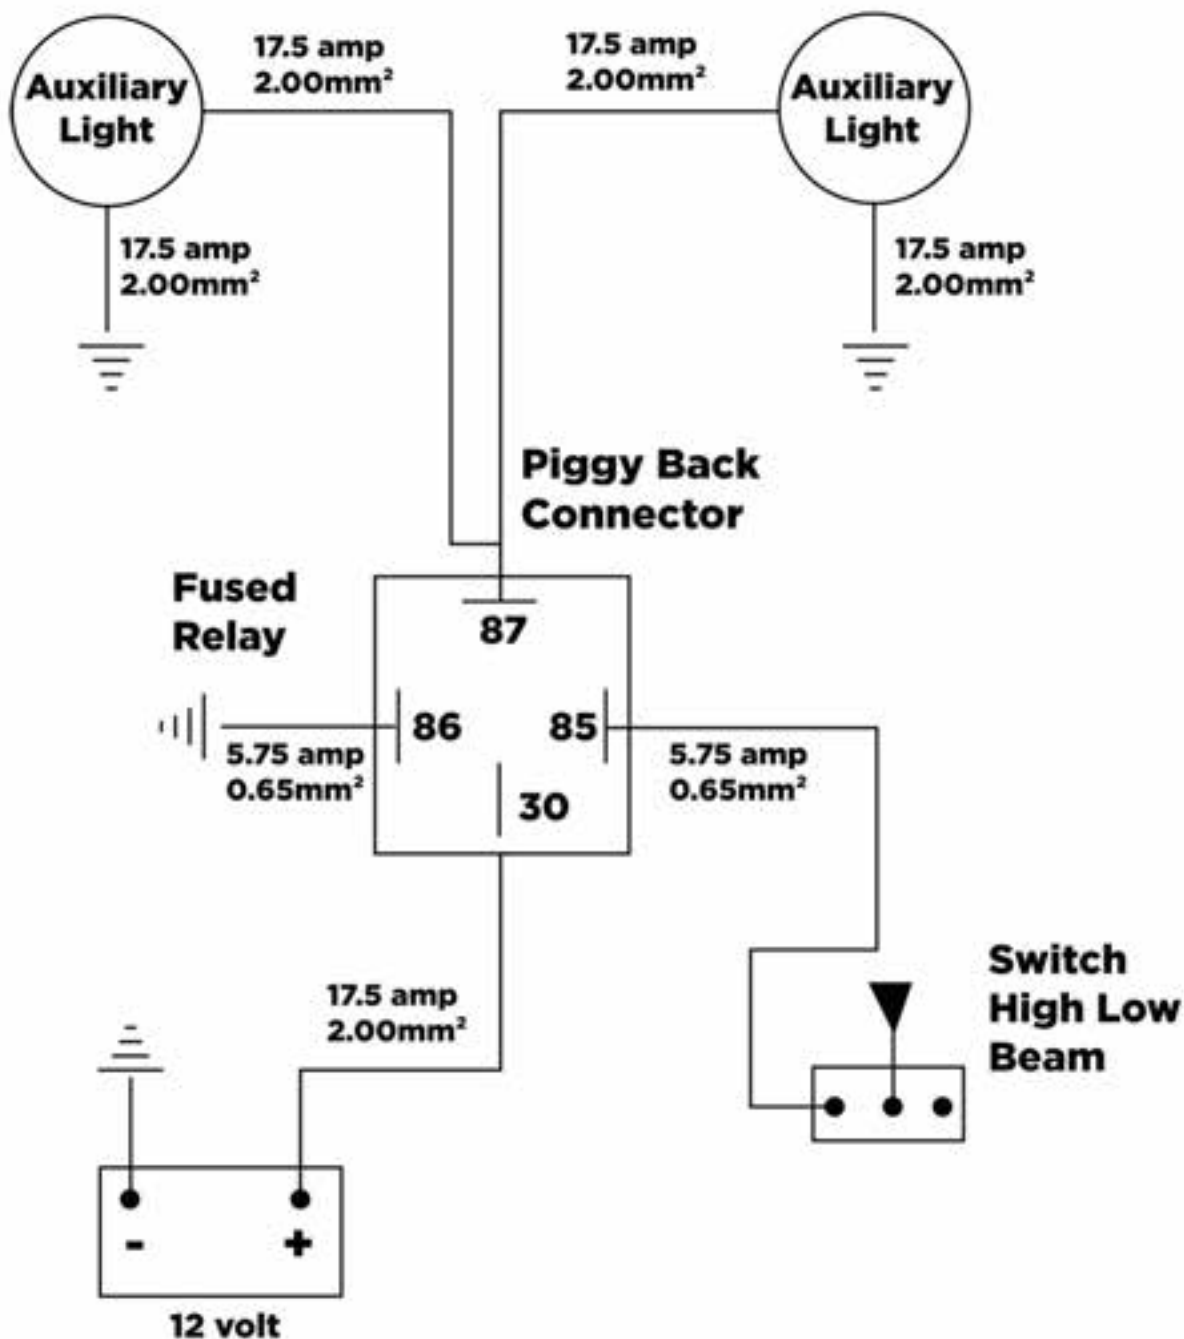 Auxiliary
Light
17.5 amp
2.00mm²
17.5 amp
2.00mm²
Auxiliary
Light
17.5 amp
2.00mm²
17.5 amp
2.00mm²
Piggy Back
Connector
Fused
Relay
87
86
85
30
5.75 amp
0.65mm²
5.75 amp
0.65mm²
17.5 amp
2.00mm²
Switch
High Low
Beam
- +
12 volt